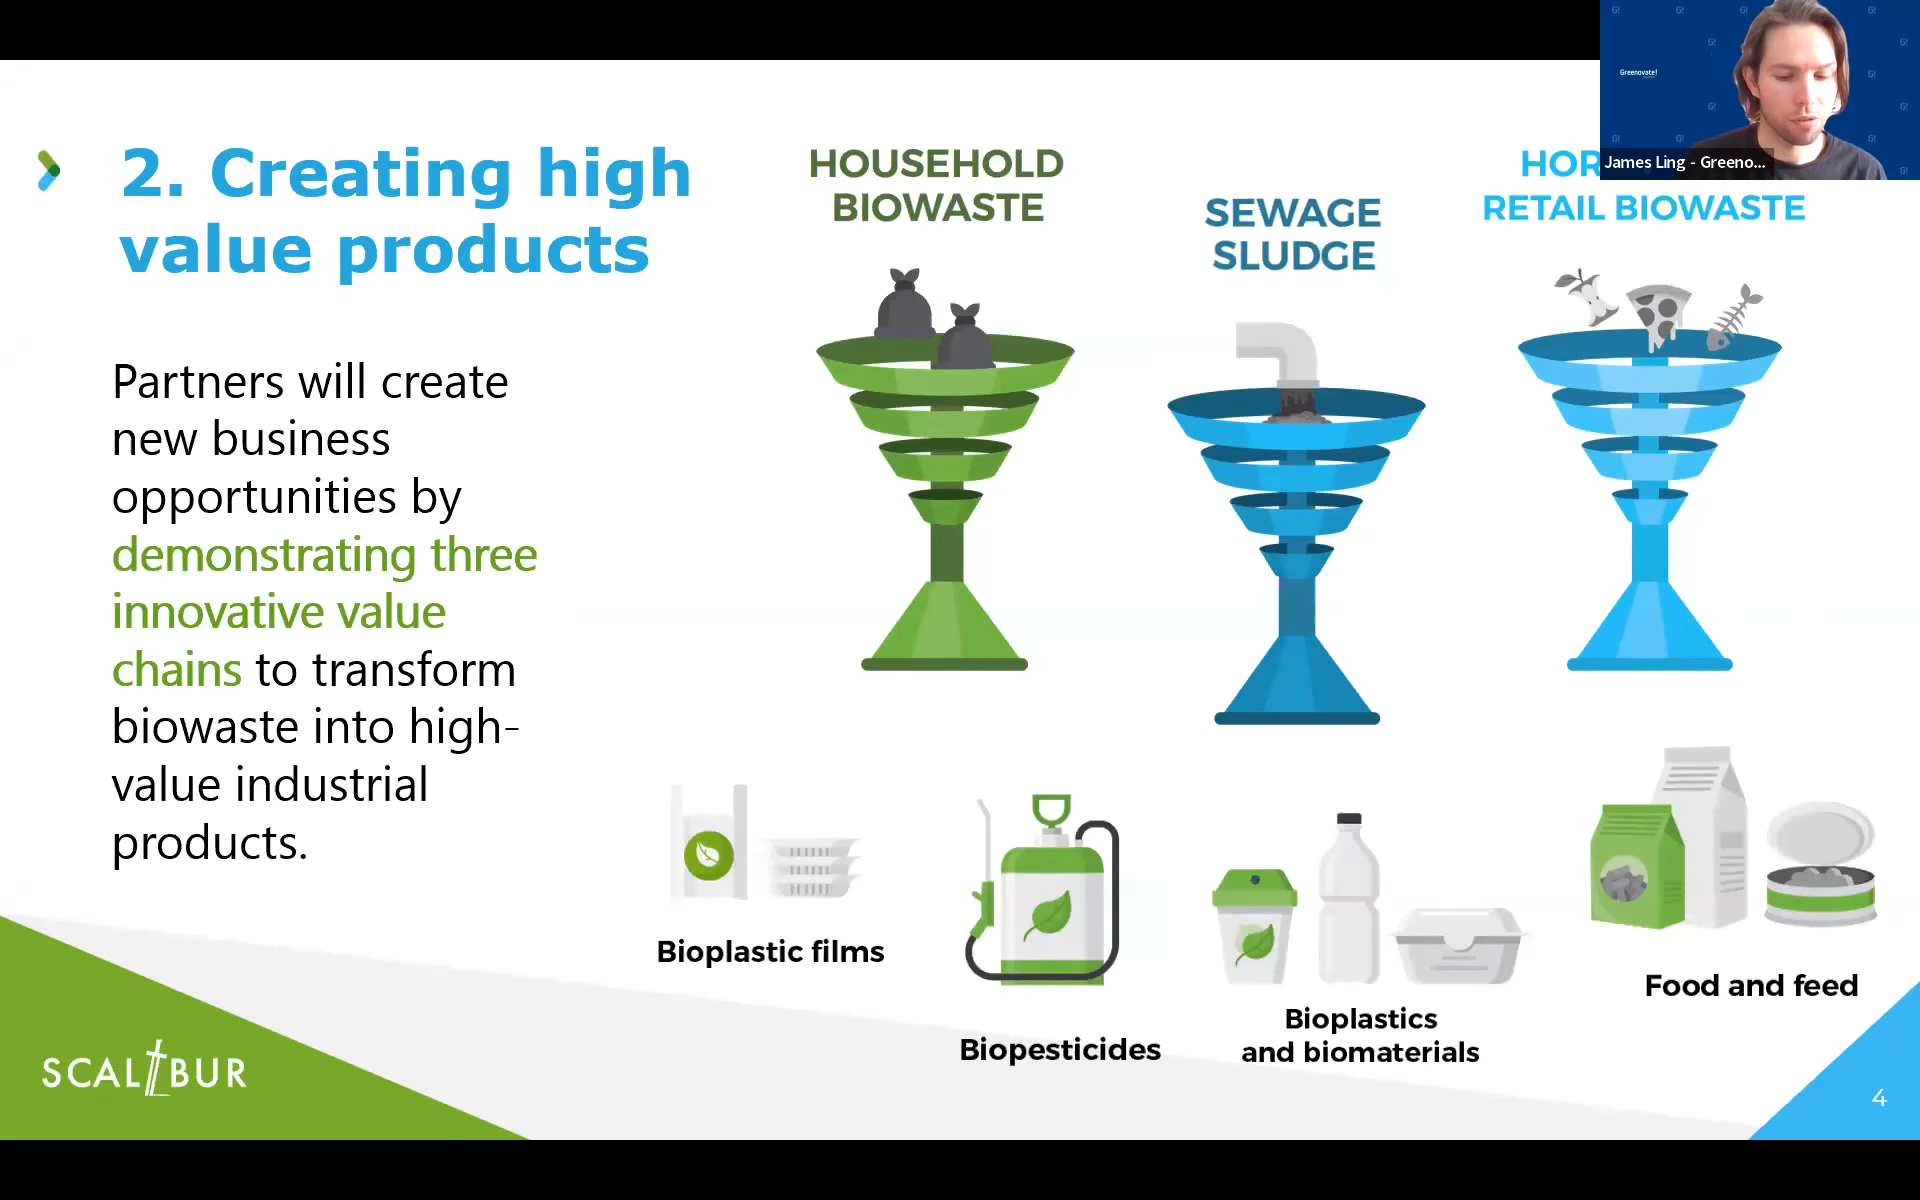 2. Creating high
value products
Partners will create
new business
opportunities by
demonstrating three
innovative value
chains to transform
biowaste into high-
value industrial
products.
HOUSEHOLD
BIOWASTE
SEWAGE
SLUDGE
RETAIL BIOWASTE
Greenovate!
James Ling - Greeno...
Bioplastic films
Biopesticides
Bioplastics
and biomaterials
Food and feed
SCALIBUR
4